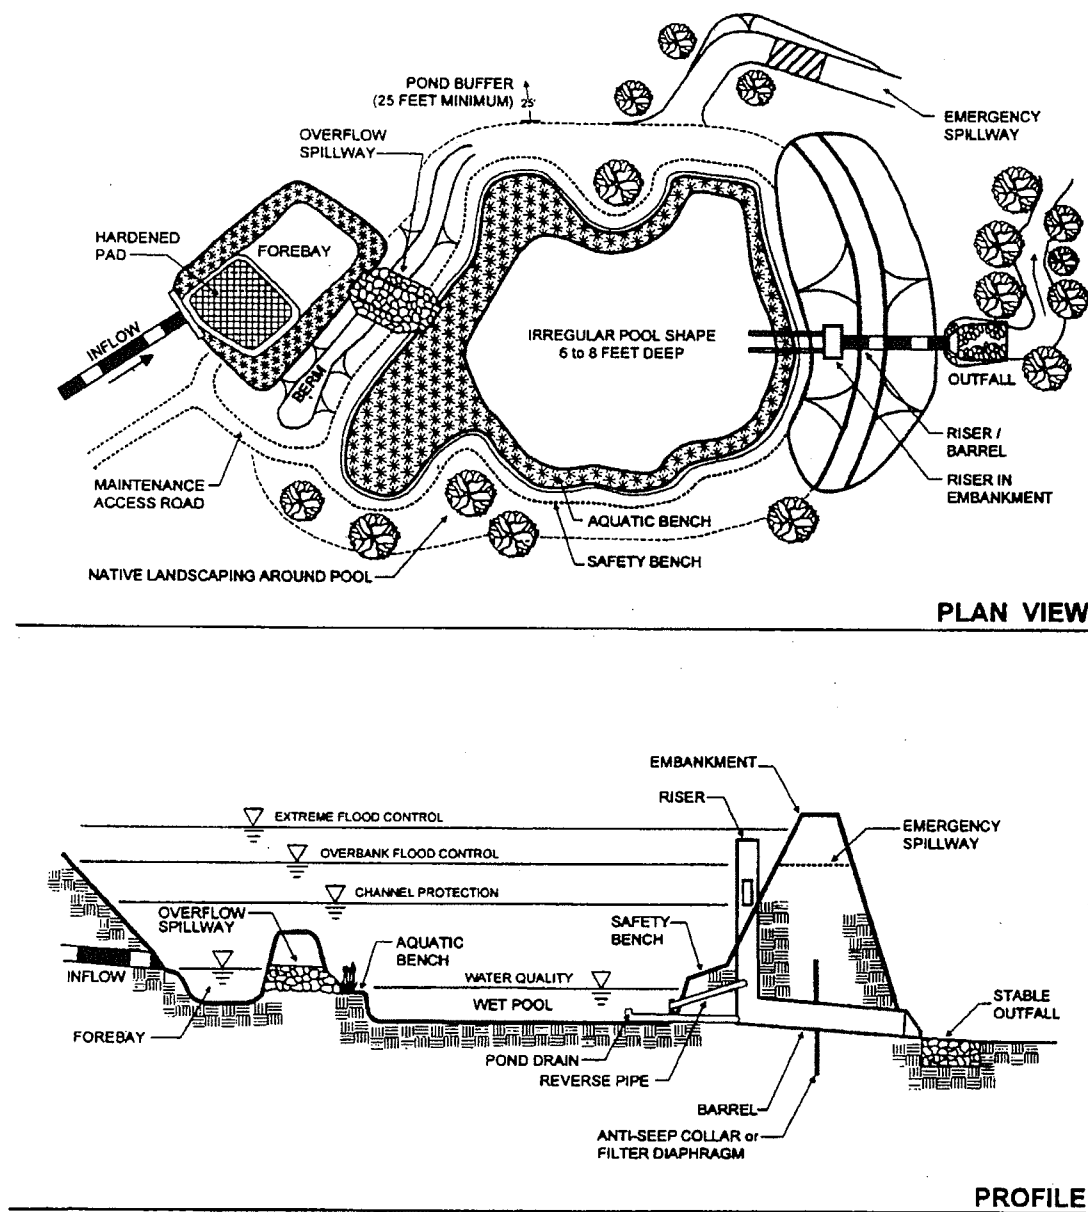 POND BUFFER
(25 FEET MINIMUM) 25'
OVERFLOW
SPILLWAY
EMERGENCY
SPILLWAY
HARDENED
PAD
FOREBAY
INFLOW
IRREGULAR POOL SHAPE
6 to 8 FEET DEEP
BERM
OUTFALL
RISER /
BARREL
RISER IN
EMBANKMENT
MAINTENANCE
ACCESS ROAD
AQUATIC BENCH
SAFETY BENCH
NATIVE LANDSCAPING AROUND POOL
PLAN VIEW
EMBANKMENT
RISER
EXTREME FLOOD CONTROL
EMERGENCY
SPILLWAY
OVERBANK FLOOD CONTROL
CHANNEL PROTECTION
OVERFLOW
SPILLWAY
SAFETY
BENCH
AQUATIC
BENCH
INFLOW
WATER QUALITY
WET POOL
STABLE
OUTFALL
FOREBAY
POND DRAIN
REVERSE PIPE
BARREL
ANTI-SEEP COLLAR or
FILTER DIAPHRAGM
PROFILE